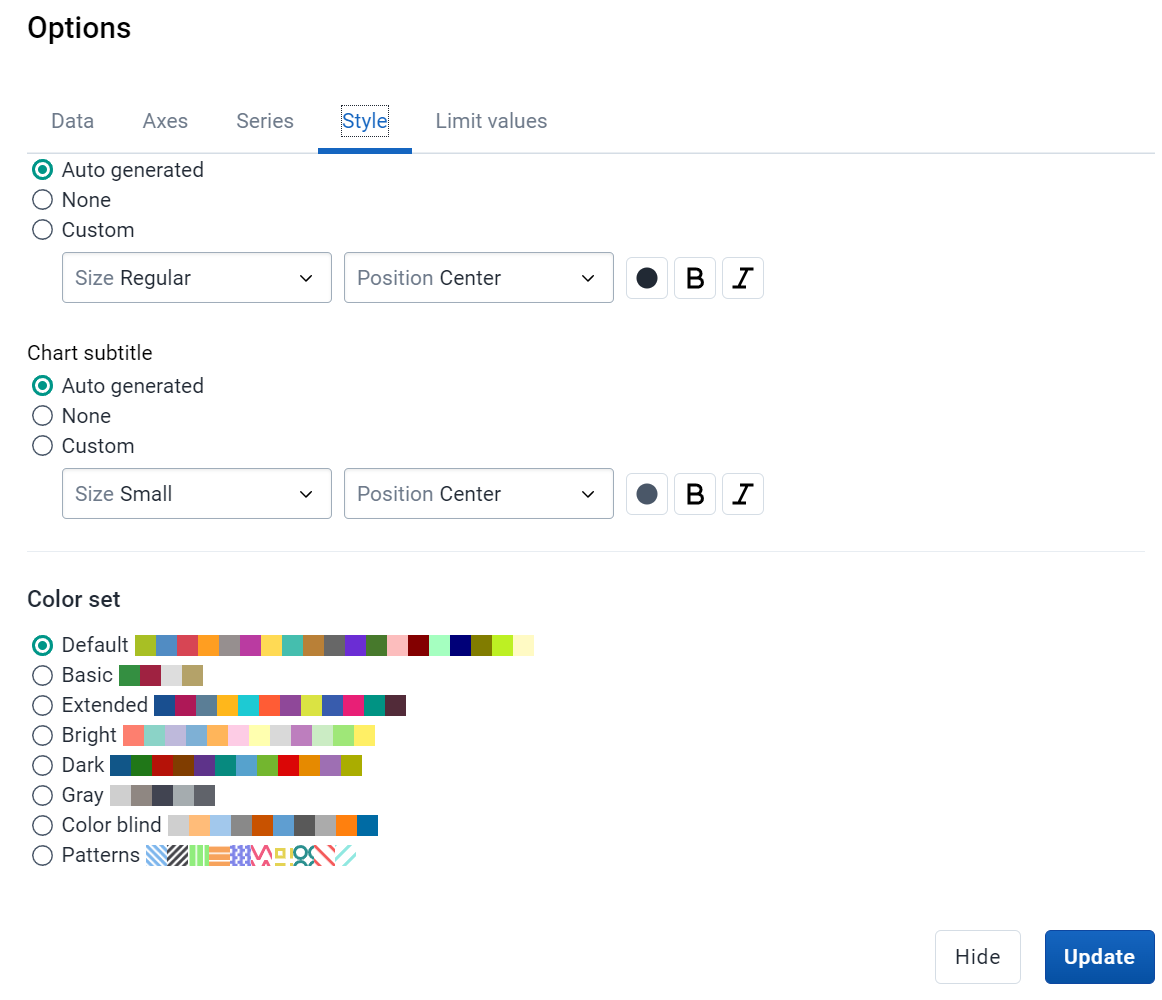 Options
Data Axes Series Style Limit values
Auto generated
None
Custom
Size Regular Position Center B I
Chart subtitle
Auto generated
None
Custom
Size Small Position Center B I
Color set
Default
Basic
Extended
Bright
Dark
Gray
Color blind
Patterns
Hide Update